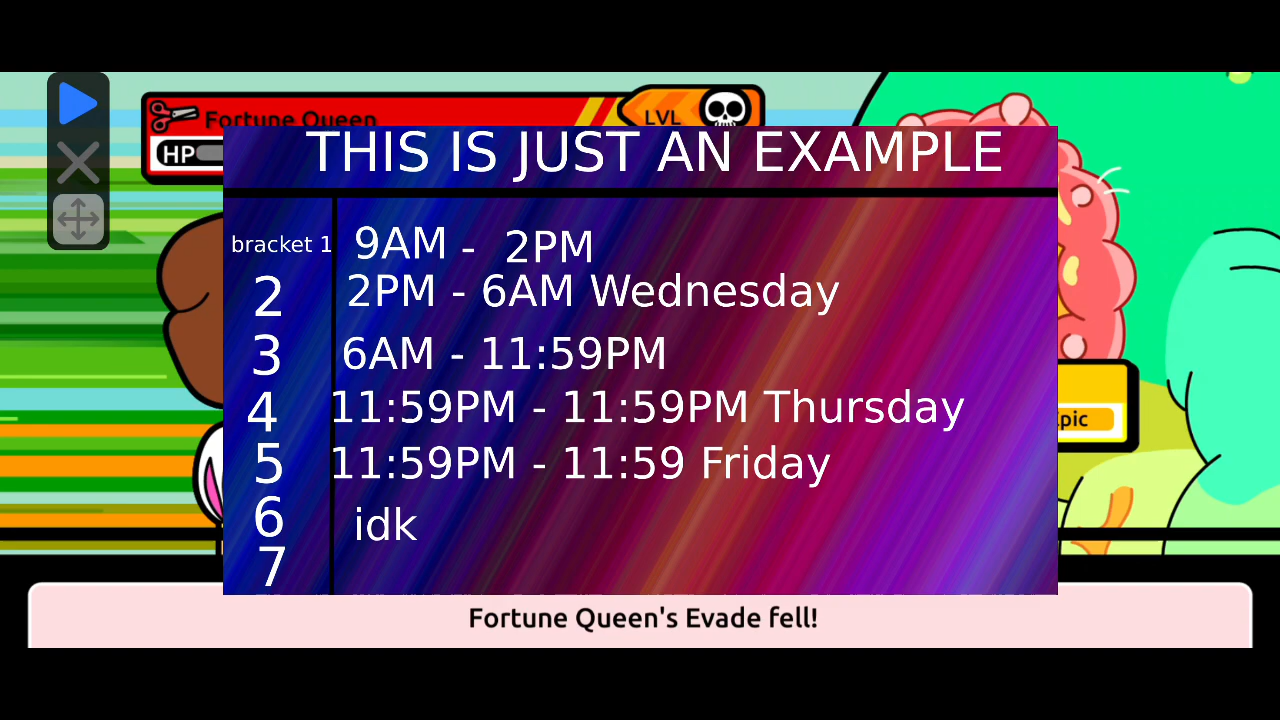 Fortune Queen
LVL
HP
THIS IS JUST AN EXAMPLE
bracket 1 9AM - 2PM
2 2PM - 6AM Wednesday
3 6AM - 11:59PM
4 11:59PM - 11:59PM Thursday
5 11:59PM - 11:59 Friday
6 idk
7
Epic
Fortune Queen's Evade fell!